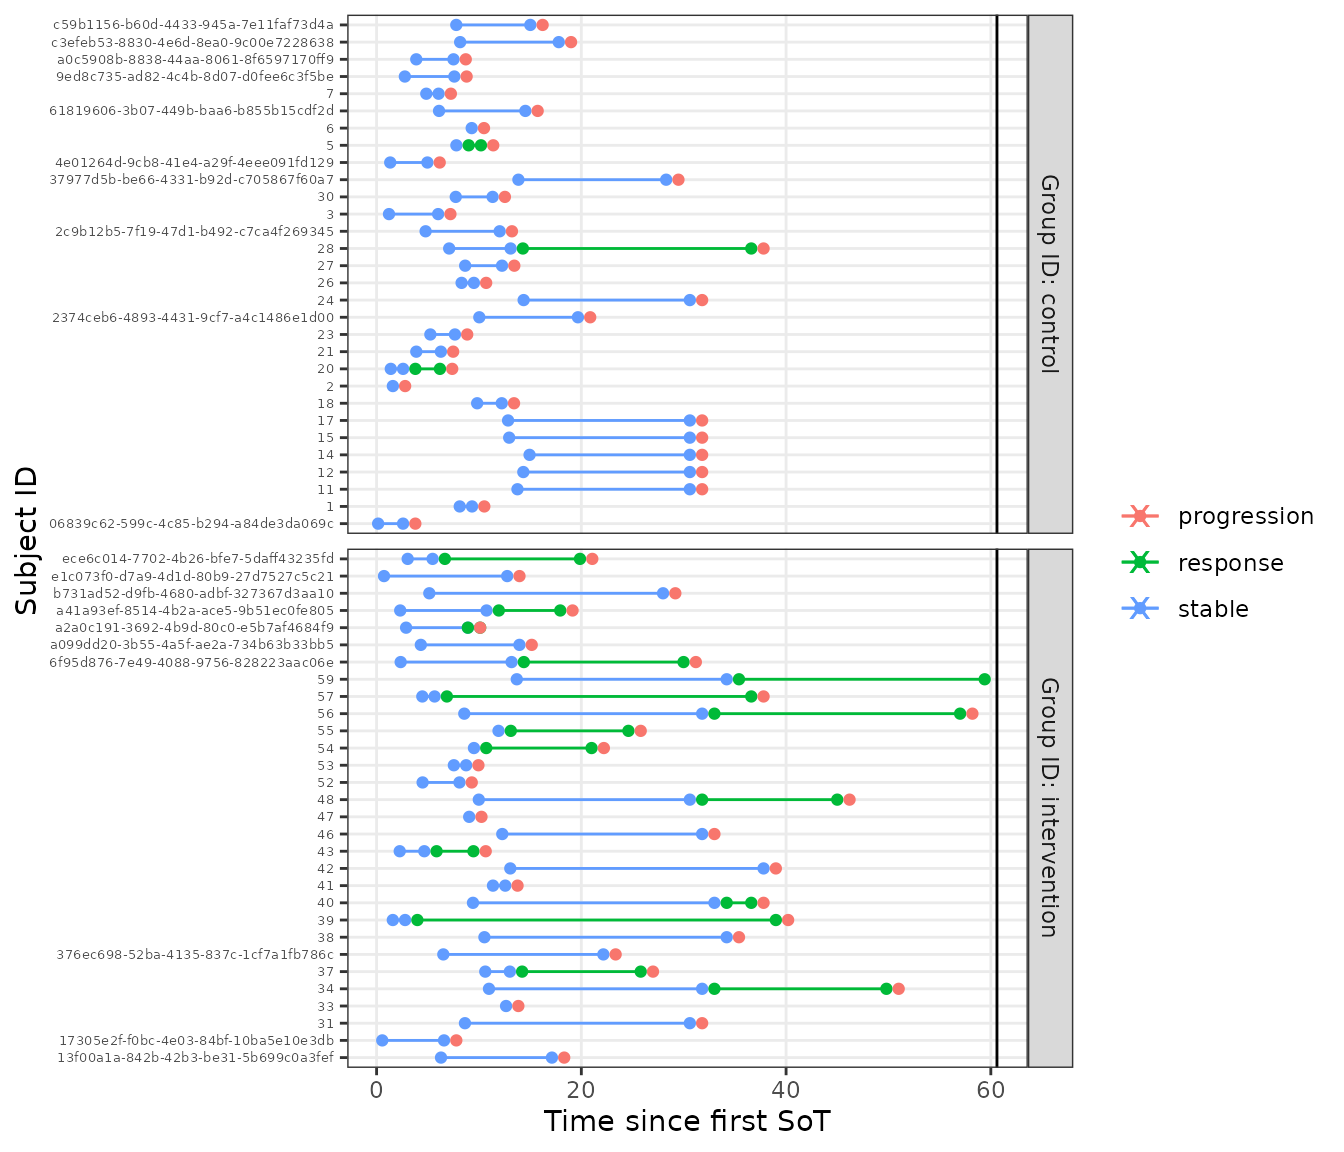 c59b1156-b60d-4433-945a-7e11faf73d4a
c3efeb53-8830-4e6d-8ea0-9c00e7228638
a0c5908b-8838-44aa-8061-8f6597170ff9
9ed8c735-ad82-4c4b-8d07-d0fee6c3f5be
7
61819606-3b07-449b-baa6-b855b15cdf2d
6
5
4e01264d-9cb8-41e4-a29f-4eee091fd129
37977d5b-be66-4331-b92d-c705867f60a7
30
3
2c9b12b5-7f19-47d1-b492-c7ca4f269345
28
27
26
24
2374ceb6-4893-4431-9cf7-a4c1486e1d00
23
21
20
2
18
17
15
14
12
11
1
06839c62-599c-4c85-b294-a84de3da069c
Group ID: control
ece6c014-7702-4b26-bfe7-5daff43235fd
e1c073f0-d7a9-4d1d-80b9-27d7527c5c21
b731ad52-d9fb-4680-adbf-327367d3aa10
a41a93ef-8514-4b2a-ace5-9b51ec0fe805
a2a0c191-3692-4b9d-80c0-e5b7af4684f9
a099dd20-3b55-4a5f-ae2a-734b63b33bb5
6f95d876-7e49-4088-9756-828223aac06e
59
57
56
55
54
53
52
48
47
46
43
42
41
40
39
38
376ec698-52ba-4135-837c-1cf7a1fb786c
37
34
33
31
17305e2f-f0bc-4e03-84bf-10ba5e10e3db
13f00a1a-842b-42b3-be31-5b699c0a3fef
Group ID: intervention
Subject ID
0
20
40
60
Time since first SoT
progression
response
stable